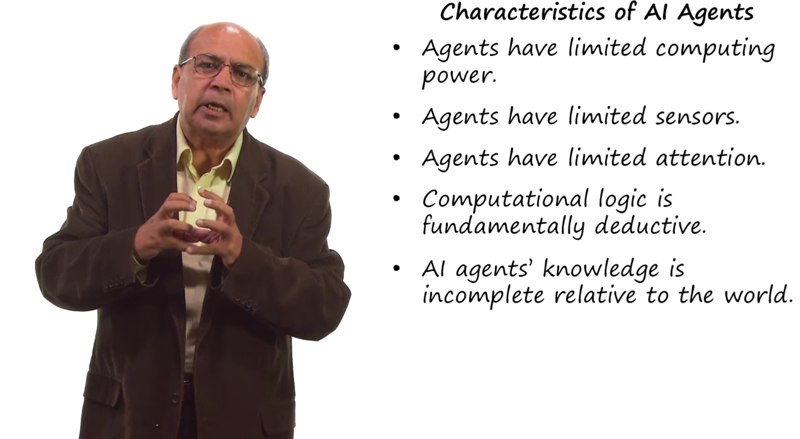 Characteristics of AI Agents
• Agents have limited computing
power.
• Agents have limited sensors.
• Agents have limited attention.
• Computational logic is
fundamentally deductive.
• AI agents’ knowledge is
incomplete relative to the world.